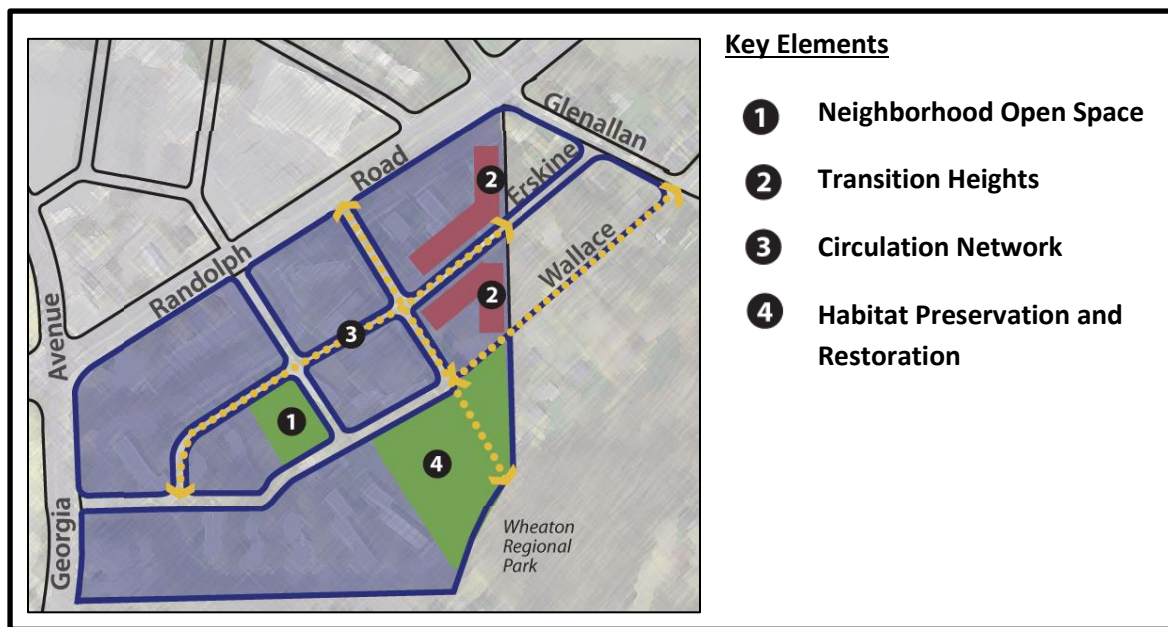 Key Elements
1 Neighborhood Open Space
2 Transition Heights
3 Circulation Network
4 Habitat Preservation and
Restoration
Glenallan
Road
Erskine
Randolph
Wallace
Avenue
Georgia
2
2
3
1
4
Wheaton
Regional
Park